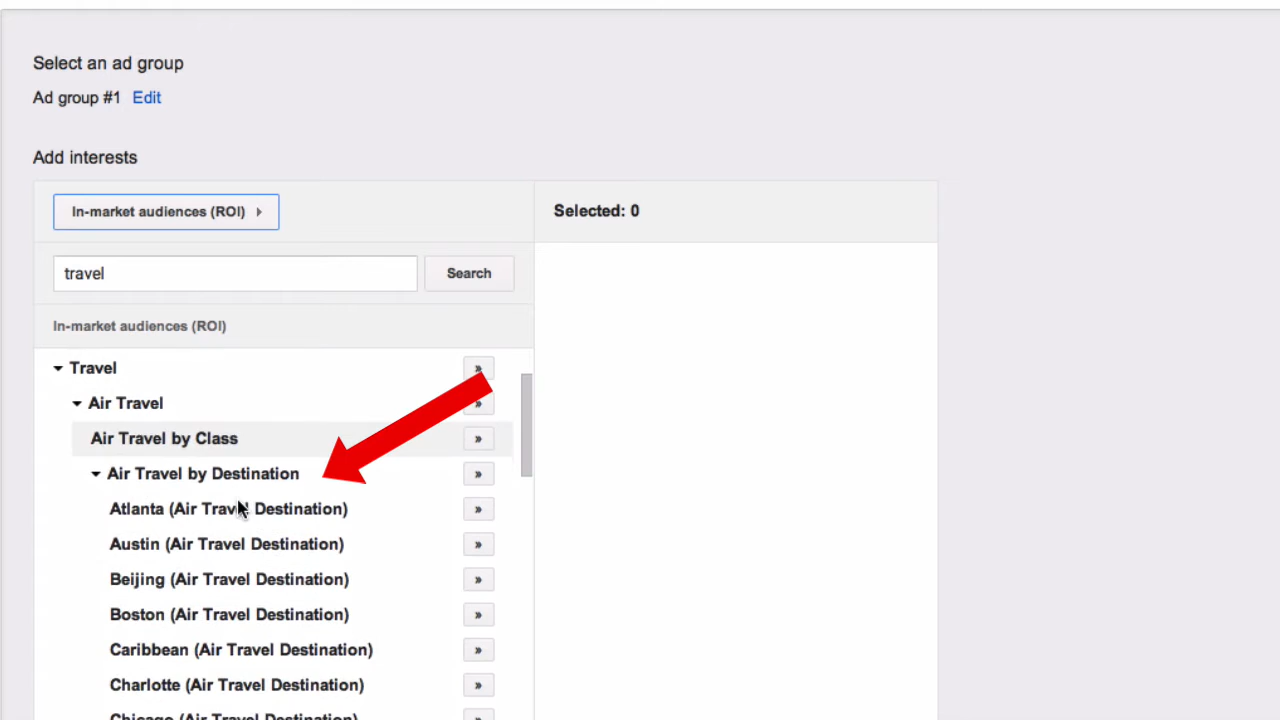 Select an ad group
Ad group #1 Edit
Add interests
In-market audiences (ROI)
Selected: 0
travel
Search
In-market audiences (ROI)
Travel »
Air Travel »
Air Travel by Class »
Air Travel by Destination »
Atlanta (Air Travel Destination) »
Austin (Air Travel Destination) »
Beijing (Air Travel Destination) »
Boston (Air Travel Destination) »
Caribbean (Air Travel Destination) »
Charlotte (Air Travel Destination) »
Chicago (Air Travel Destination) »